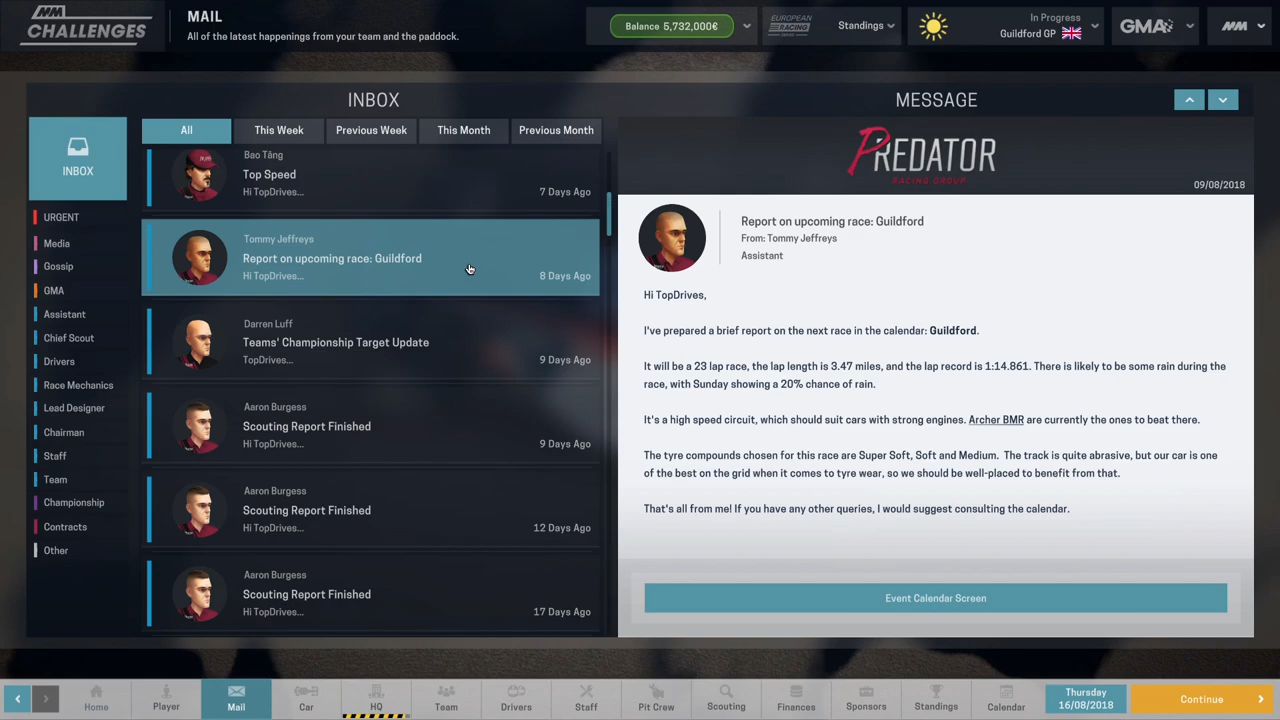 MM
CHALLENGES
MAIL
All of the latest happenings from your team and the paddock.
Balance 5,732,000€
EUROPEAN
RACING
SERIES
Standings
In Progress
Guildford GP
GMA
MM
INBOX
MESSAGE
INBOX
All
This Week
Previous Week
This Month
Previous Month
URGENT
Media
Gossip
GMA
Assistant
Chief Scout
Drivers
Race Mechanics
Lead Designer
Chairman
Staff
Team
Championship
Contracts
Other
Bao Tāng
Top Speed
Hi TopDrives...
7 Days Ago
Tommy Jeffreys
Report on upcoming race: Guildford
Hi TopDrives...
8 Days Ago
Darren Luff
Teams' Championship Target Update
TopDrives...
9 Days Ago
Aaron Burgess
Scouting Report Finished
Hi TopDrives...
9 Days Ago
Aaron Burgess
Scouting Report Finished
Hi TopDrives...
12 Days Ago
Aaron Burgess
Scouting Report Finished
Hi TopDrives...
17 Days Ago
PREDATOR
RACING GROUP
09/08/2018
Report on upcoming race: Guildford
From: Tommy Jeffreys
Assistant
Hi TopDrives,
I've prepared a brief report on the next race in the calendar: Guildford.
It will be a 23 lap race, the lap length is 3.47 miles, and the lap record is 1:14.861. There is likely to be some rain during the
race, with Sunday showing a 20% chance of rain.
It's a high speed circuit, which should suit cars with strong engines. Archer BMR are currently the ones to beat there.
The tyre compounds chosen for this race are Super Soft, Soft and Medium. The track is quite abrasive, but our car is one
of the best on the grid when it comes to tyre wear, so we should be well-placed to benefit from that.
That's all from me! If you have any other queries, I would suggest consulting the calendar.
Event Calendar Screen
Home
Player
Mail
Car
HQ
Team
Drivers
Staff
Pit Crew
Scouting
Finances
Sponsors
Standings
Calendar
Thursday
16/08/2018
Continue